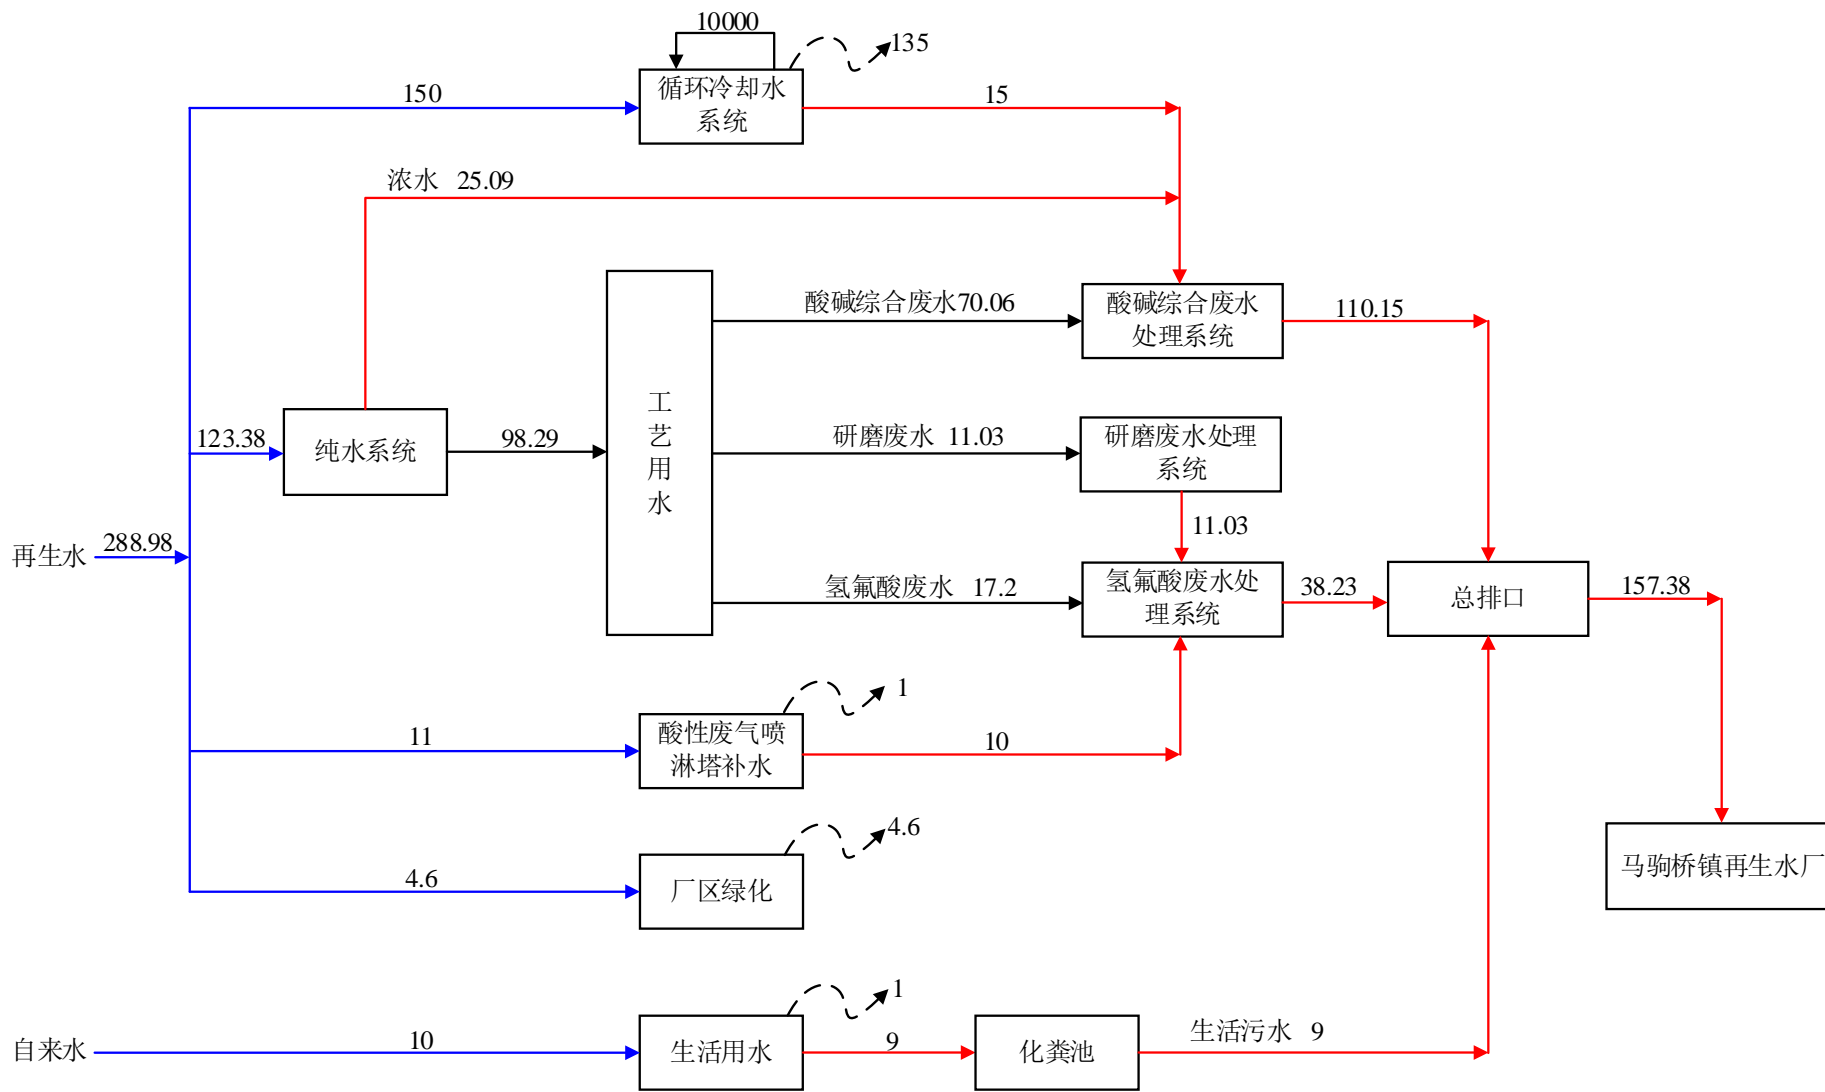 10000
135
循环冷却水
系统
150
15
浓水 25.09
酸碱综合废水70.06
酸碱综合废水
处理系统
110.15
工
艺
用
水
123.38
纯水系统
98.29
研磨废水 11.03
研磨废水处理
系统
11.03
再生水
288.98
氢氟酸废水 17.2
氢氟酸废水处
理系统
38.23
总排口
157.38
1
11
酸性废气喷
淋塔补水
10
4.6
4.6
厂区绿化
马驹桥镇再生水厂
1
自来水
10
生活用水
9
化粪池
生活污水 9